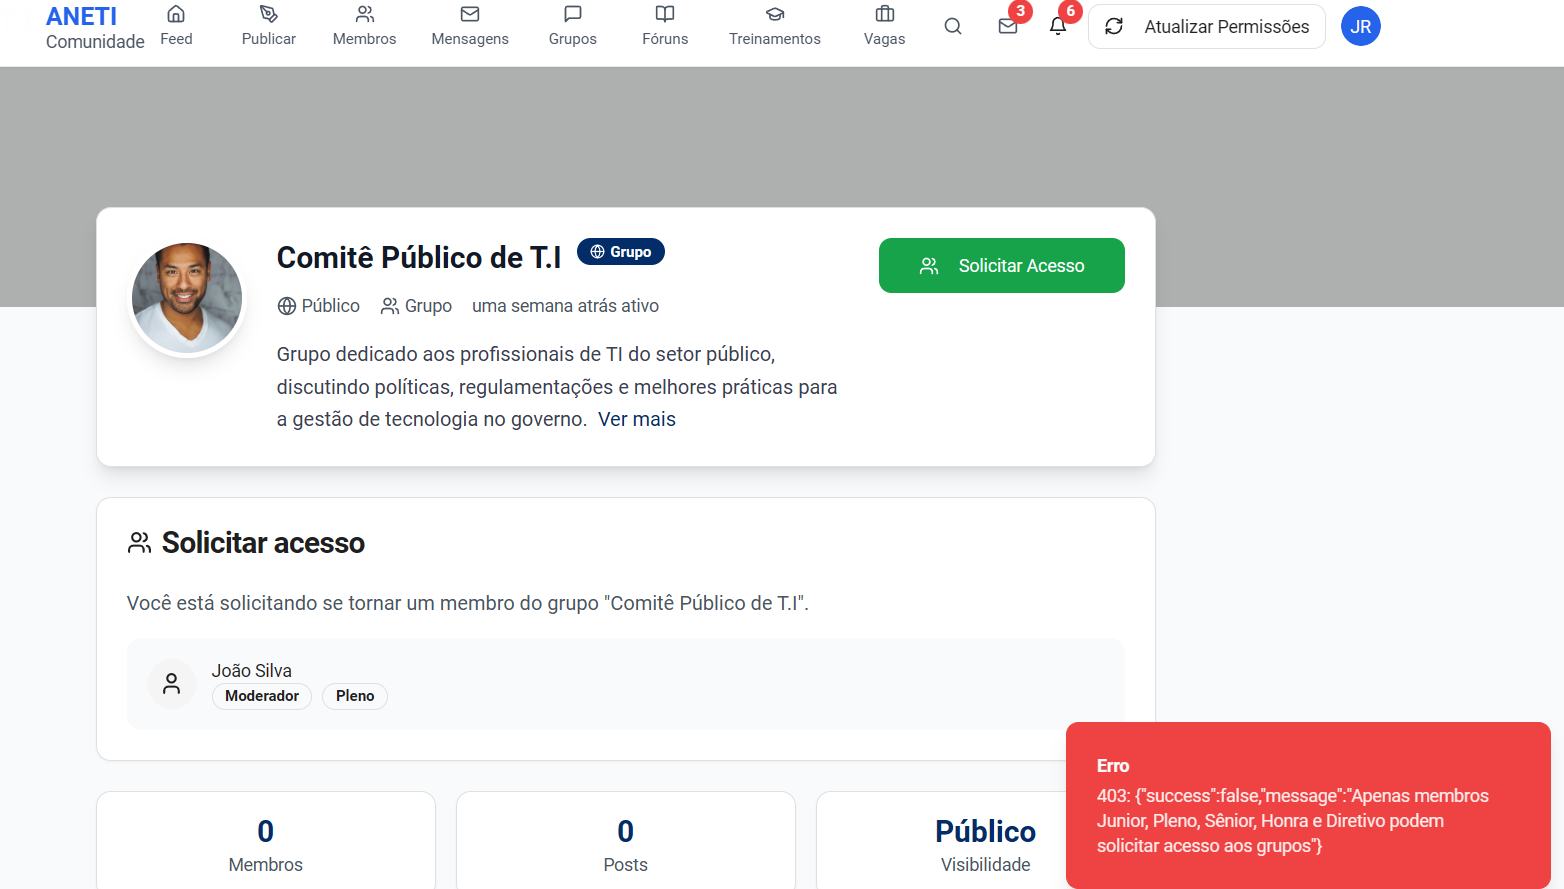 ANETI
Comunidade
Feed
Publicar
Membros
Mensagens
Grupos
Fóruns
Treinamentos
Vagas
3
6
Atualizar Permissões
JR
Comitê Público de T.I
Grupo
Solicitar Acesso
Público
Grupo
uma semana atrás ativo
Grupo dedicado aos profissionais de TI do setor público,
discutindo políticas, regulamentações e melhores práticas para
a gestão de tecnologia no governo. Ver mais
Solicitar acesso
Você está solicitando se tornar um membro do grupo "Comitê Público de T.I".
João Silva
Moderador
Pleno
0
Membros
0
Posts
Público
Visibilidade
Erro
403: {"success":false,"message":"Apenas membros
Junior, Pleno, Sênior, Honra e Diretivo podem
solicitar acesso aos grupos"}